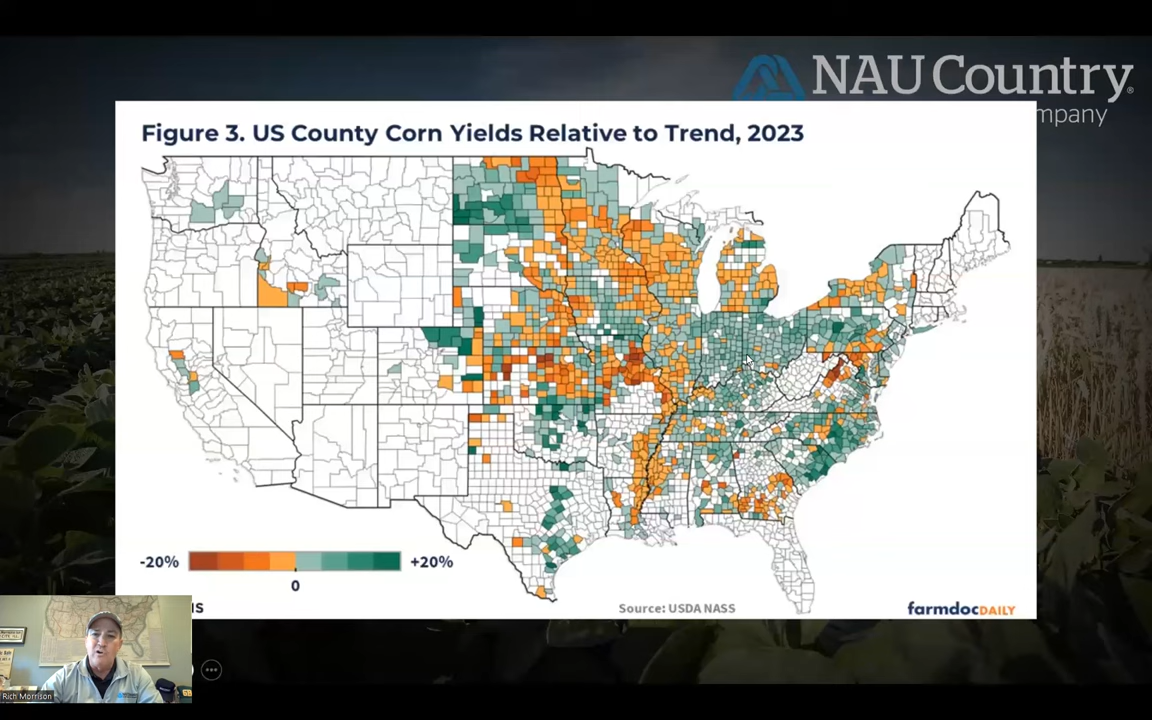 NAU Country®
mpany
Figure 3. US County Corn Yields Relative to Trend, 2023
-20%
+20%
0
IS
Source: USDA NASS
farmdocDAILY
Rich Morrison